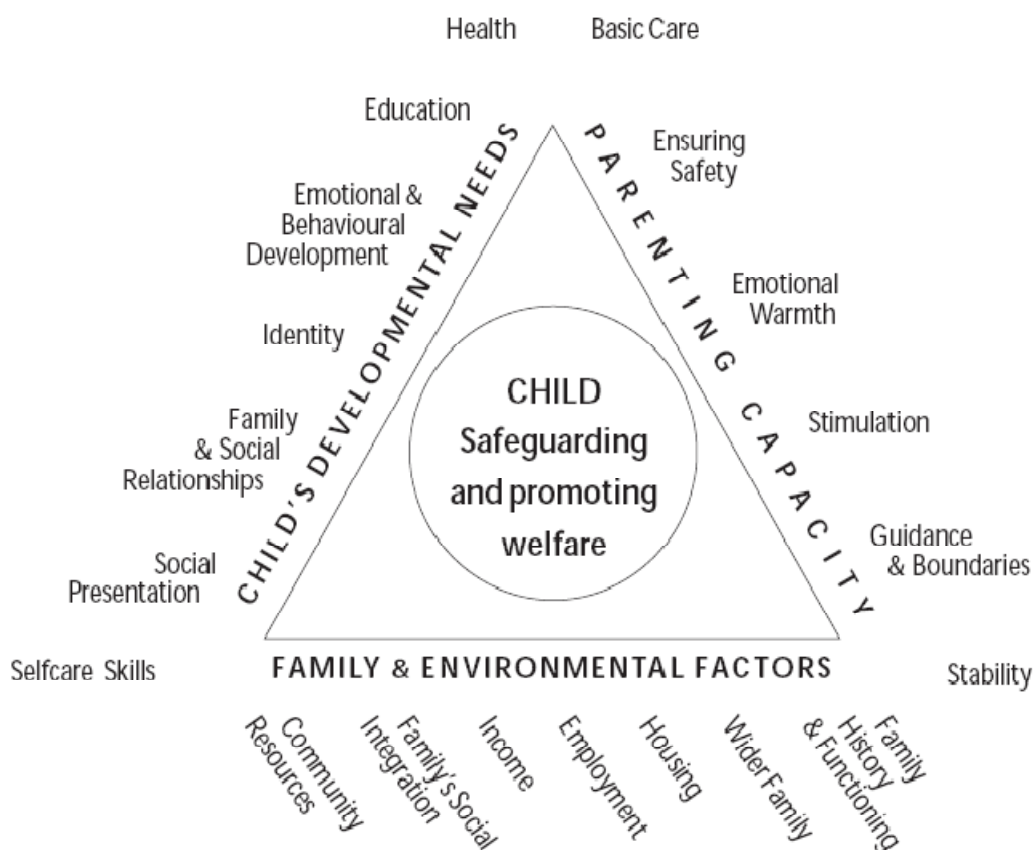 Health
Basic Care
Education
Ensuring
Safety
Emotional &
Behavioural
Development
Emotional
Warmth
Identity
Stimulation
Family
& Social
Relationships
Guidance
& Boundaries
Social
Presentation
Selfcare Skills
Stability
CHILD'S DEVELOPMENTAL NEEDS
PARENTING CAPACITY
CHILD
Safeguarding
and promoting
welfare
FAMILY & ENVIRONMENTAL FACTORS
Community
Resources
Family's Social
Integration
Income
Employment
Housing
Wider Family
Family
History
& Functioning